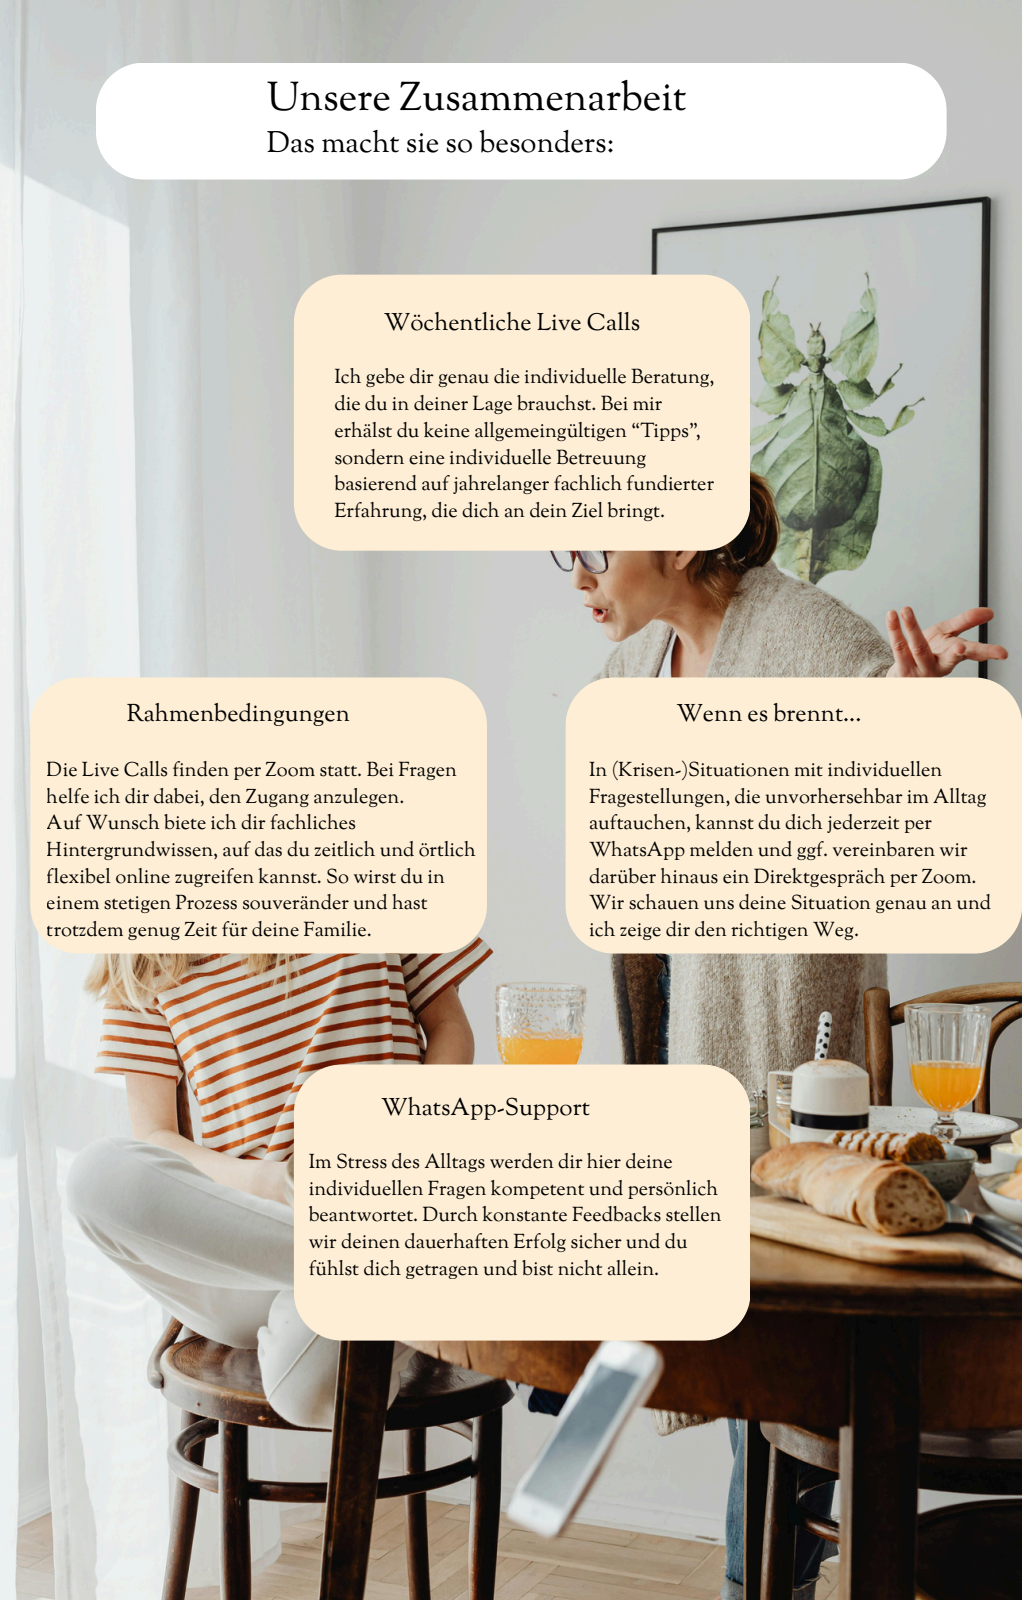 Unsere Zusammenarbeit
Das macht sie so besonders:
Wöchentliche Live Calls
Ich gebe dir genau die individuelle Beratung,
die du in deiner Lage brauchst. Bei mir
erhälst du keine allgemeingültigen “Tipps”,
sondern eine individuelle Betreuung
basierend auf jahrelanger fachlich fundierter
Erfahrung, die dich an dein Ziel bringt.
Rahmenbedingungen
Die Live Calls finden per Zoom statt. Bei Fragen
helfe ich dir dabei, den Zugang anzulegen.
Auf Wunsch biete ich dir fachliches
Hintergrundwissen, auf das du zeitlich und örtlich
flexibel online zugreifen kannst. So wirst du in
einem stetigen Prozess souveränder und hast
trotzdem genug Zeit für deine Familie.
Wenn es brennt...
In (Krisen-)Situationen mit individuellen
Fragestellungen, die unvorhersehbar im Alltag
auftauchen, kannst du dich jederzeit per
WhatsApp melden und ggf. vereinbaren wir
darüber hinaus ein Direktgespräch per Zoom.
Wir schauen uns deine Situation genau an und
ich zeige dir den richtigen Weg.
WhatsApp-Support
Im Stress des Alltags werden dir hier deine
individuellen Fragen kompetent und persönlich
beantwortet. Durch konstante Feedbacks stellen
wir deinen dauerhaften Erfolg sicher und du
fühlst dich getragen und bist nicht allein.